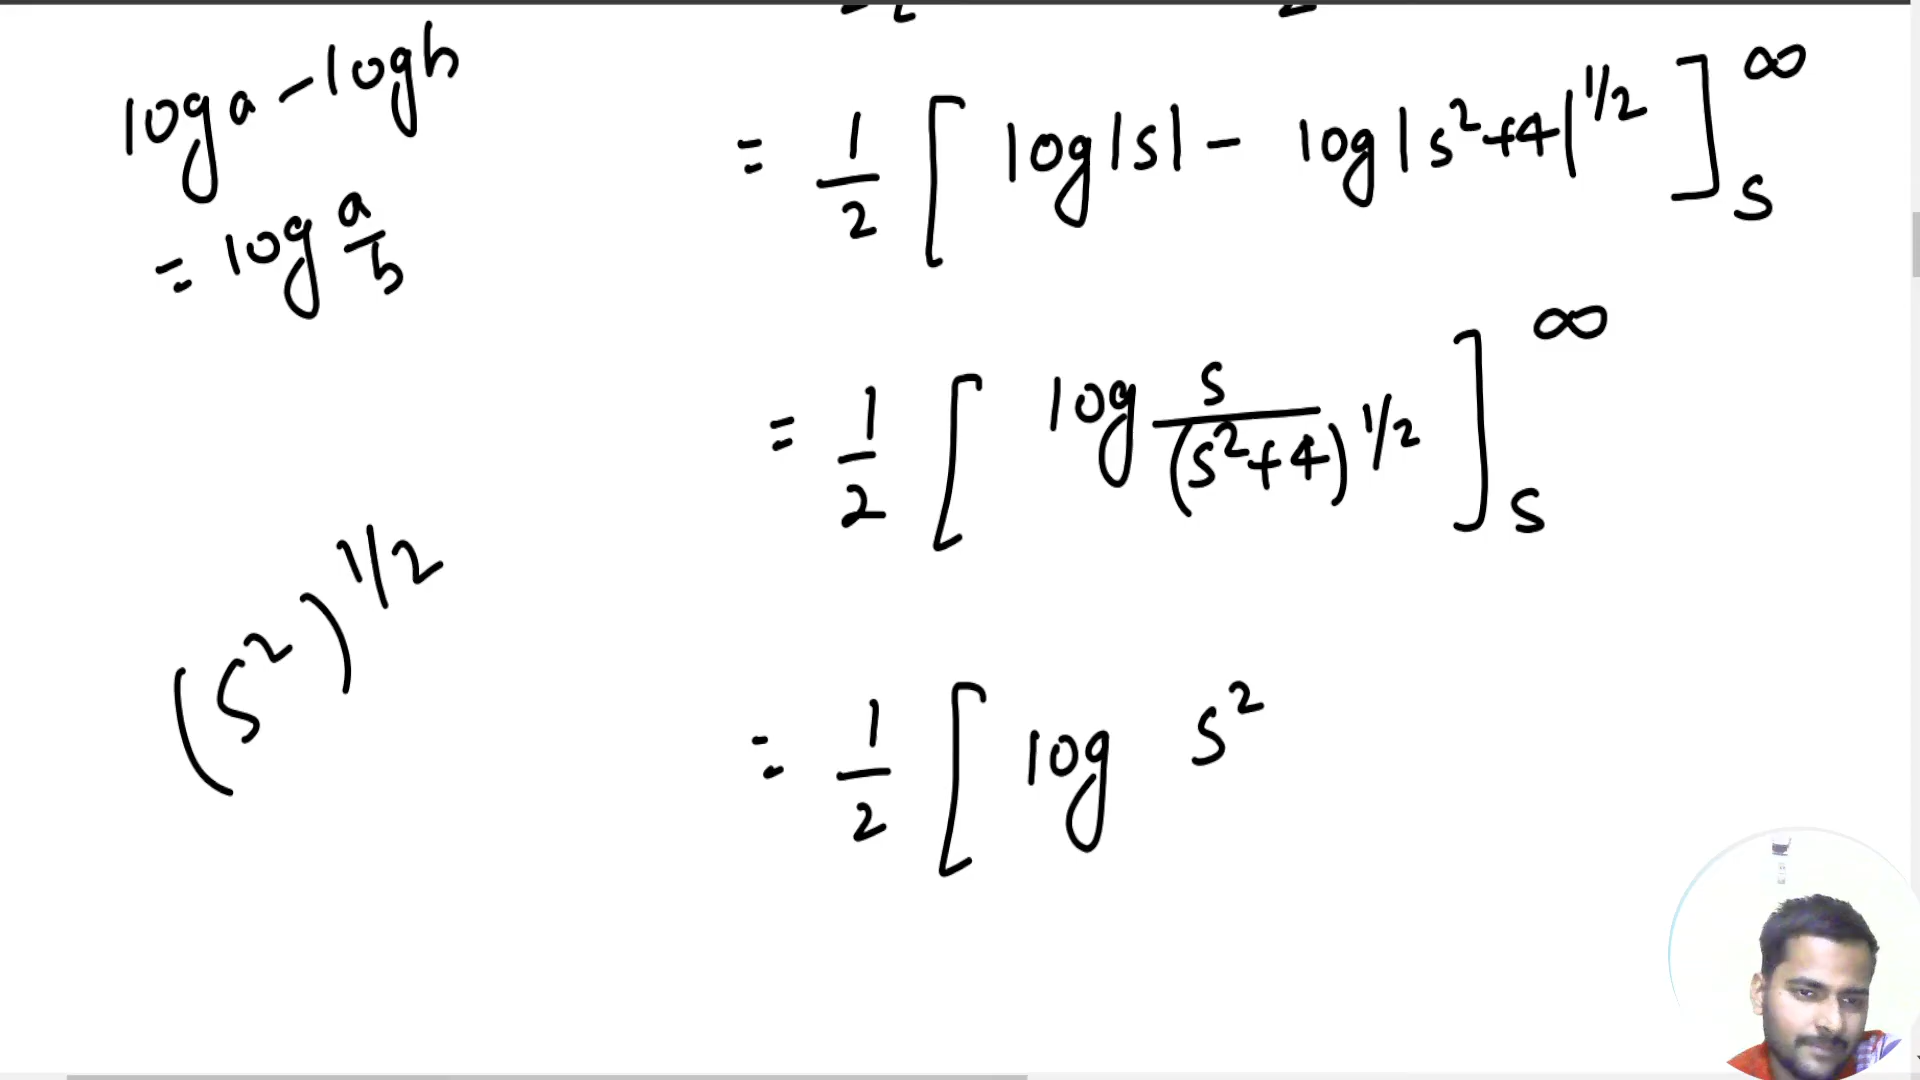 log a - log b
= log a/b
(s²)^1/2
= 1/2 [ log|s| - log|s²+4|^1/2 ]_s^∞
= 1/2 [ log s/(s²+4)^1/2 ]_s^∞
= 1/2 [ log s²